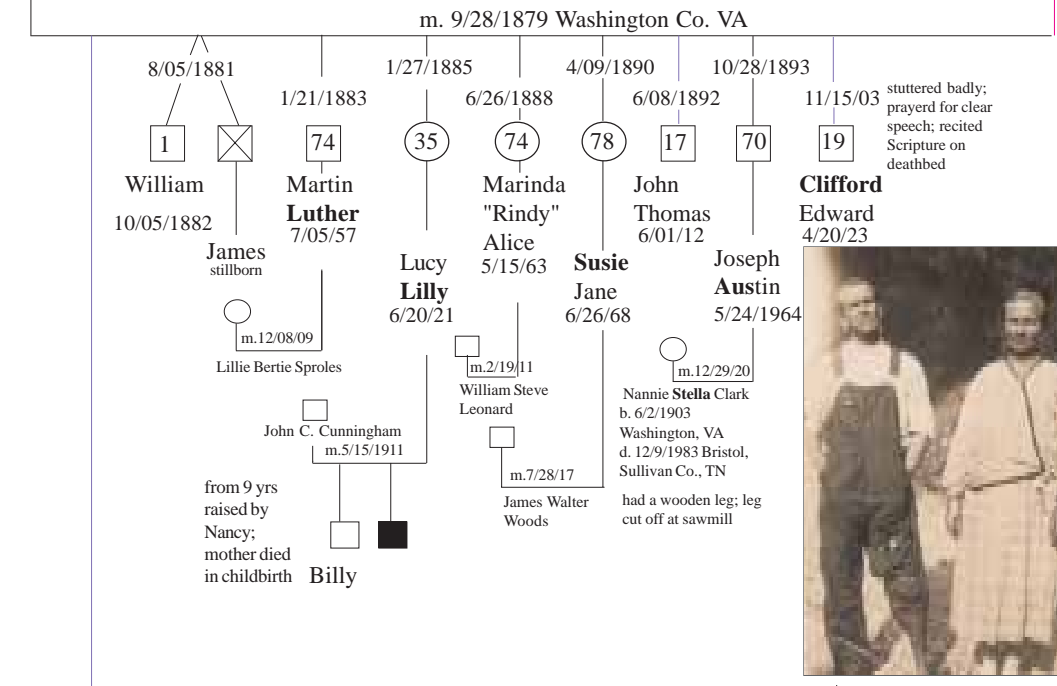 m. 9/28/1879 Washington Co. VA
8/05/1881
1/21/1883
1/27/1885
6/26/1888
4/09/1890
6/08/1892
10/28/1893
11/15/03
stuttered badly;
prayerd for clear
speech; recited
Scripture on
deathbed
1
74
35
74
78
17
70
19
William
10/05/1882
James
stillborn
Martin
Luther
7/05/57
m.12/08/09
Lillie Bertie Sproles
Lucy
Lilly
6/20/21
John C. Cunningham
m.5/15/1911
from 9 yrs
raised by
Nancy;
mother died
in childbirth
Billy
Marinda
"Rindy"
Alice
5/15/63
m.2/19/11
William Steve
Leonard
Susie
Jane
6/26/68
m.7/28/17
James Walter
Woods
John
Thomas
6/01/12
Joseph
Austin
5/24/1964
m.12/29/20
Nannie Stella Clark
b. 6/2/1903
Washington, VA
d. 12/9/1983 Bristol,
Sullivan Co., TN
had a wooden leg; leg
cut off at sawmill
Clifford
Edward
4/20/23